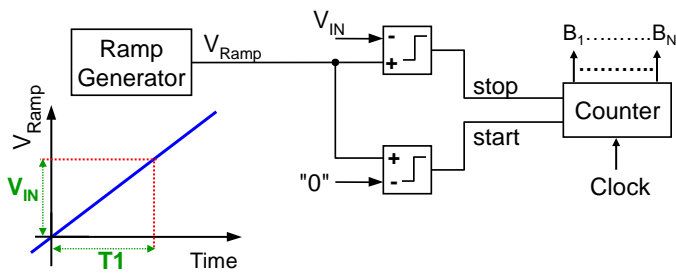 Ramp
Generator
V_Ramp
V_IN
-
+
stop
B_1..........B_N
Counter
start
+
"0"
-
Clock
V_Ramp
V_IN
T1
Time